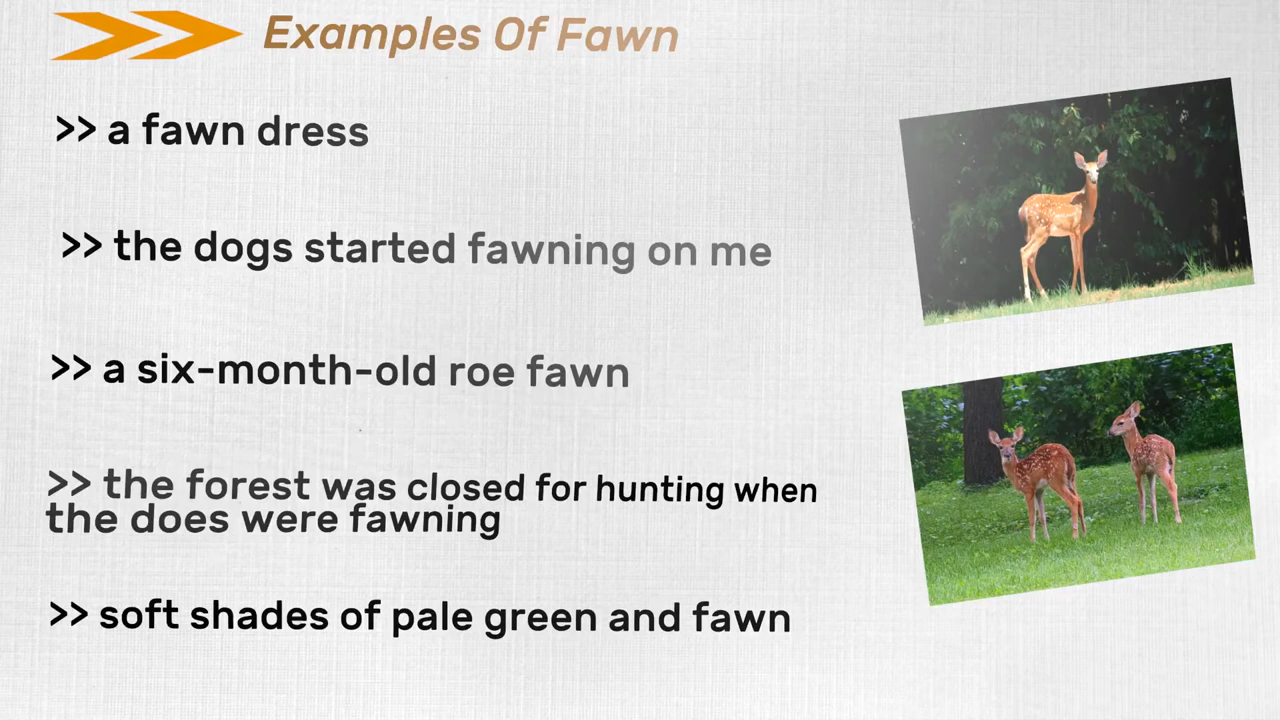 Examples Of Fawn
>> a fawn dress
>> the dogs started fawning on me
>> a six-month-old roe fawn
>> the forest was closed for hunting when
the does were fawning
>> soft shades of pale green and fawn